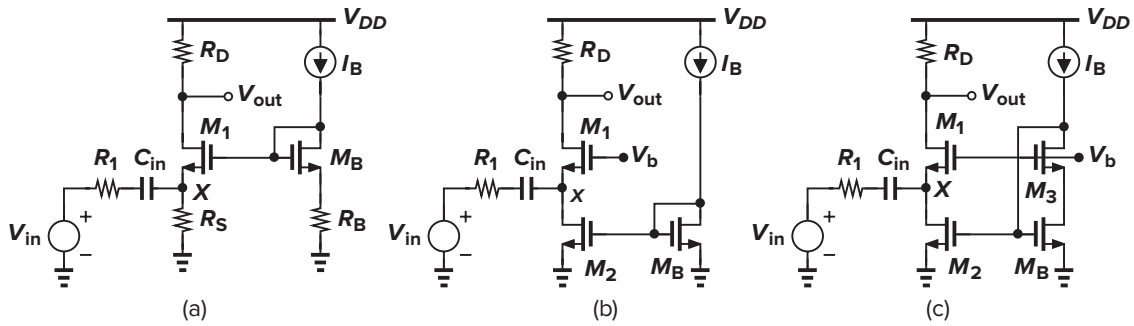 V_DD
R_D
I_B
V_out
M_1
M_B
R_1
C_in
X
R_S
R_B
V_in
+
−
(a)
V_DD
R_D
I_B
V_out
M_1
V_b
R_1
C_in
X
V_in
+
−
M_2
M_B
(b)
V_DD
R_D
I_B
V_out
M_1
V_b
R_1
C_in
X
M_3
V_in
+
−
M_2
M_B
(c)